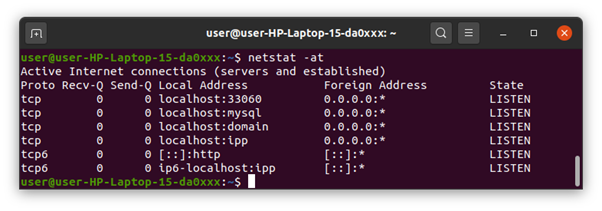 user@user-HP-Laptop-15-da0xxx: ~
user@user-HP-Laptop-15-da0xxx:~$ netstat -at
Active Internet connections (servers and established)
Proto Recv-Q Send-Q Local Address           Foreign Address         State
tcp        0      0 localhost:33060         0.0.0.0:*               LISTEN
tcp        0      0 localhost:mysql         0.0.0.0:*               LISTEN
tcp        0      0 localhost:domain        0.0.0.0:*               LISTEN
tcp        0      0 localhost:ipp           0.0.0.0:*               LISTEN
tcp6       0      0 [::]:http               [::]:*                  LISTEN
tcp6       0      0 ip6-localhost:ipp       [::]:*                  LISTEN
user@user-HP-Laptop-15-da0xxx:~$